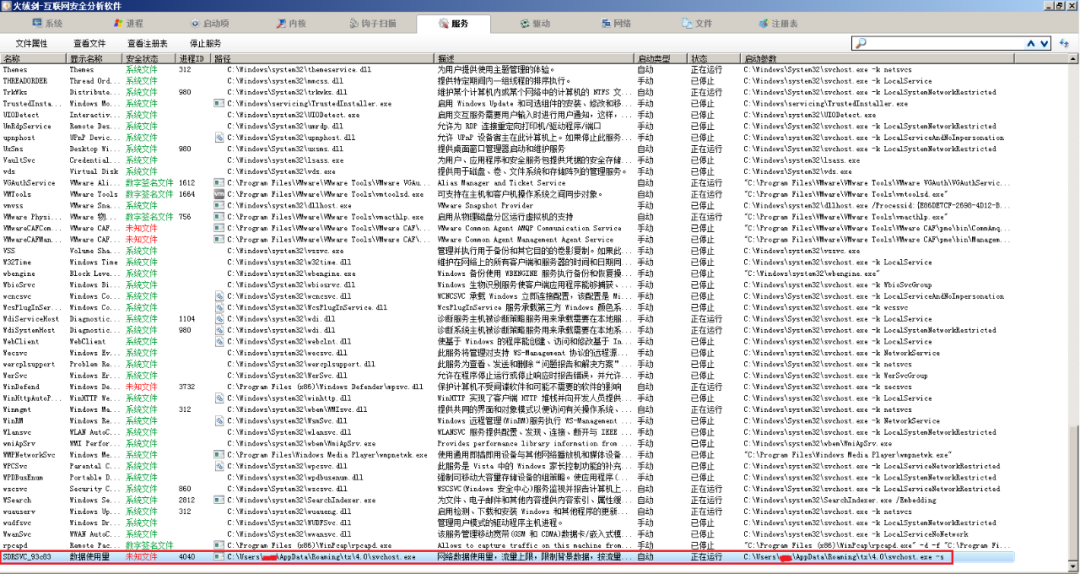 火绒剑-互联网安全分析软件
系统 进程 启动项 内核 钩子扫描 服务 驱动 网络 文件 注册表
文件属性 查看文件 查看注册表 停止服务
名称 显示名称 安全状态 进程ID 路径 描述 启动类型 状态 启动参数
Themes Themes 系统文件 312 C:\Windows\system32\themeservice.dll 为用户提供使用主题管理的体验。 自动 正在运行 C:\Windows\System32\svchost.exe -k netsvcs
THREADORDER Thread Ord... 系统文件 C:\Windows\system32\mmcss.dll 提供特定期间内一组线程的排序执行。 手动 已停止 C:\Windows\system32\svchost.exe -k LocalService
TrkWks Distribute... 系统文件 980 C:\Windows\System32\trkwks.dll 维护某个计算机内或某个网络中的计算机的 NTFS 文... 自动 正在运行 C:\Windows\System32\svchost.exe -k LocalSystemNetworkRestricted
TrustedInsta... Windows Mo... 系统文件 C:\Windows\servicing\TrustedInstaller.exe 启用 Windows Update 和可选组件的安装、修改和移... 手动 已停止 C:\Windows\servicing\TrustedInstaller.exe
UI0Detect Interactiv... 系统文件 C:\Windows\system32\UI0Detect.exe 启用交互服务需要用户输入时进行用户通知，这样，... 手动 已停止 C:\Windows\system32\UI0Detect.exe
UmRdpService Remote Des... 系统文件 C:\Windows\System32\umrdp.dll 允许为 RDP 连接重定向打印机/驱动程序/端口 手动 已停止 C:\Windows\System32\svchost.exe -k LocalSystemNetworkRestricted
upnphost UPnP Devic... 系统文件 C:\Windows\System32\upnphost.dll 允许 UPnP 设备宿主在此计算机上。如果停止此服务... 手动 已停止 C:\Windows\system32\svchost.exe -k LocalServiceAndNoImpersonation
UxSms Desktop Wi... 系统文件 980 C:\Windows\System32\uxsms.dll 提供桌面窗口管理器启动和维护服务 自动 正在运行 C:\Windows\System32\svchost.exe -k LocalSystemNetworkRestricted
VaultSvc Credential... 系统文件 C:\Windows\system32\lsass.exe 为用户、应用程序和安全服务包提供凭据的安全存储... 手动 已停止 C:\Windows\system32\lsass.exe
vds Virtual Disk 系统文件 C:\Windows\System32\vds.exe 提供用于磁盘、卷、文件系统和存储阵列的管理服务。 手动 已停止 C:\Windows\System32\vds.exe
VGAuthService VMware Ali... 数字签名文件 1612 C:\Program Files\VMware\VMware Tools\VMware VGAu... Alias Manager and Ticket Service 自动 正在运行 "C:\Program Files\VMware\VMware Tools\VMware VGAuth\VGAuthServic...
VMTools VMware Tools 数字签名文件 1664 C:\Program Files\VMware\VMware Tools\vmtoolsd.exe 可支持在主机和客户机操作系统之间同步对象。 自动 正在运行 "C:\Program Files\VMware\VMware Tools\vmtoolsd.exe"
vmvss VMware Sna... 系统文件 C:\Windows\system32\dllhost.exe VMware Snapshot Provider 手动 已停止 C:\Windows\system32\dllhost.exe
VMware Physi... VMware 物... 数字签名文件 756 C:\Program Files\VMware\VMware Tools\vmacthlp.exe 启用从物理磁盘分区运行虚拟机的支持 自动 正在运行 "C:\Program Files\VMware\VMware Tools\vmacthlp.exe"
VMwareCAFCom... VMware CAF... 未知文件 C:\Program Files\VMware\VMware Tools\VMware CAF\... VMware Common Agent AMQP Communication Service 手动 已停止 "C:\Program Files\VMware\VMware Tools\VMware CAF\pme\bin\CommAmq...
VMwareCAFMan... VMware CAF... 未知文件 C:\Program Files\VMware\VMware Tools\VMware CAF\... VMware Common Agent Management Agent Service 手动 已停止 "C:\Program Files\VMware\VMware Tools\VMware CAF\pme\bin\Managem...
VSS Volume Sha... 系统文件 C:\Windows\system32\vssvc.exe 管理并执行用于备份和其它目的的卷影复制。如果此... 手动 已停止 C:\Windows\system32\vssvc.exe
W32Time Windows Time 系统文件 C:\Windows\system32\w32time.dll 维护在网络上的所有客户端和服务器的时间和日期同... 手动 已停止 C:\Windows\system32\svchost.exe -k LocalService
wbengine Block Leve... 系统文件 C:\Windows\system32\wbengine.exe Windows 备份使用 WBENGINE 服务执行备份和恢复操... 手动 已停止 "C:\Windows\system32\wbengine.exe"
WbioSrvc Windows Bi... 系统文件 C:\Windows\System32\wbiosrvc.dll Windows 生物识别服务使客户端应用程序能够捕获、... 手动 已停止 C:\Windows\system32\svchost.exe -k WbioSvcGroup
wcncsvc Windows Co... 系统文件 C:\Windows\System32\wcncsvc.dll WCNCSVC 承载 Windows 立即连接配置，该配置是 Mi... 手动 已停止 C:\Windows\System32\svchost.exe -k LocalServiceAndNoImpersonation
WcsPlugInSer... Windows Co... 系统文件 C:\Windows\System32\WcsPlugInService.dll WcsPlugInService 服务承载第三方 Windows 颜色系... 手动 已停止 C:\Windows\system32\svchost.exe -k wcssvc
WdiServiceHost Diagnostic... 系统文件 1104 C:\Windows\system32\wdi.dll 诊断服务主机被诊断策略服务用来承载需要在本地服... 手动 正在运行 C:\Windows\System32\svchost.exe -k LocalService
WdiSystemHost Diagnostic... 系统文件 980 C:\Windows\system32\wdi.dll 诊断系统主机被诊断策略服务用来承载需要在本地系... 手动 正在运行 C:\Windows\System32\svchost.exe -k LocalSystemNetworkRestricted
WebClient WebClient 系统文件 C:\Windows\System32\webclnt.dll 使基于 Windows 的程序能创建、访问和修改基于 In... 手动 已停止 C:\Windows\system32\svchost.exe -k LocalService
Wecsvc Windows Ev... 系统文件 C:\Windows\system32\wecsvc.dll 此服务将管理对支持 WS-Management 协议的远程源... 手动 已停止 C:\Windows\system32\svchost.exe -k NetworkService
wercplsupport Problem Re... 系统文件 C:\Windows\System32\wercplsupport.dll 此服务为查看、发送和删除“问题报告和解决方案”... 手动 已停止 C:\Windows\System32\svchost.exe -k netsvcs
WerSvc Windows Er... 系统文件 C:\Windows\System32\WerSvc.dll 允许在程序停止运行或停止响应时报告错误，并允许... 手动 已停止 C:\Windows\System32\svchost.exe -k WerSvcGroup
WinDefend Windows De... 未知文件 3732 C:\Program Files (x86)\Windows Defender\mpsvc.dll 保护计算机不受间谍软件和可能不需要的软件的影响 自动 正在运行 C:\Windows\System32\svchost.exe -k secsvcs
WinHttpAutoP... WinHTTP We... 系统文件 C:\Windows\system32\winhttp.dll WinHTTP 实现了客户端 HTTP 堆栈并向开发人员提供... 手动 已停止 C:\Windows\system32\svchost.exe -k LocalService
Winmgmt Windows Ma... 系统文件 312 C:\Windows\system32\wbem\WMIsvc.dll 提供共同的界面和对象模式以便访问有关操作系统、... 自动 正在运行 C:\Windows\system32\svchost.exe -k netsvcs
WinRM Windows Re... 系统文件 C:\Windows\system32\WsmSvc.dll Windows 远程管理(WinRM)服务执行 WS-Management... 手动 已停止 C:\Windows\System32\svchost.exe -k NetworkService
Wlansvc WLAN AutoC... 系统文件 C:\Windows\System32\wlansvc.dll WLANSVC 服务提供配置、发现、连接、断开与 IEEE ... 手动 已停止 C:\Windows\system32\svchost.exe -k LocalSystemNetworkRestricted
wmiApSrv WMI Perfor... 系统文件 C:\Windows\system32\wbem\WmiApSrv.exe Provides performance library information from ... 手动 已停止 C:\Windows\system32\wbem\WmiApSrv.exe
WMPNetworkSvc Windows Me... 系统文件 C:\Program Files\Windows Media Player\wmpnetwk.exe 使用通用即插即用设备与其他网络播放机和媒体设备... 手动 已停止 "C:\Program Files\Windows Media Player\wmpnetwk.exe"
WPCSvc Parental C... 系统文件 C:\Windows\System32\wpcsvc.dll 此服务是 Vista 中的 Windows 家长控制功能的补充... 手动 已停止 C:\Windows\system32\svchost.exe -k LocalServiceNetworkRestricted
WPDBusEnum Portable D... 系统文件 C:\Windows\system32\wpdbusenum.dll 强制可移动大容量存储设备的组策略。使应用程序(... 手动 已停止 C:\Windows\system32\svchost.exe -k LocalSystemNetworkRestricted
wscsvc Security C... 系统文件 860 C:\Windows\System32\wscsvc.dll WSCSVC(Windows 安全中心)服务监视并报告计算机上... 自动 正在运行 C:\Windows\System32\svchost.exe -k LocalServiceNetworkRestricted
WSearch Windows Se... 系统文件 2812 C:\Windows\system32\SearchIndexer.exe 为文件、电子邮件和其他内容提供内容索引、属性缓... 自动 正在运行 C:\Windows\system32\SearchIndexer.exe /Embedding
wuauserv Windows Up... 系统文件 312 C:\Windows\system32\wuaueng.dll 启用检测、下载和安装 Windows 和其他程序的更新... 自动 正在运行 C:\Windows\system32\svchost.exe -k netsvcs
wudfsvc Windows Dr... 系统文件 C:\Windows\System32\WUDFSvc.dll 管理用户模式的驱动程序主机进程。 手动 已停止 C:\Windows\system32\svchost.exe -k LocalSystemNetworkRestricted
WwanSvc WWAN AutoC... 系统文件 C:\Windows\System32\wwansvc.dll 该服务管理移动宽带(GSM 和 CDMA)数据卡/嵌入式模... 手动 已停止 C:\Windows\system32\svchost.exe -k LocalServiceNoNetwork
rpcapd Remote Pac... 数字签名文件 C:\Program Files (x86)\WinPcap\rpcapd.exe Allows to capture traffic on this machine from... 手动 已停止 "C:\Program Files (x86)\WinPcap\rpcapd.exe" -d -f "C:\Program Fi...
SDRSVC_93c63 数据使用量 未知文件 4040 C:\Users\ \AppData\Roaming\tx\4.0\svchost.exe 网络数据使用量，流量上限，限制背景数据，按流量... 自动 正在运行 C:\Users\ \AppData\Roaming\tx\4.0\svchost.exe -s